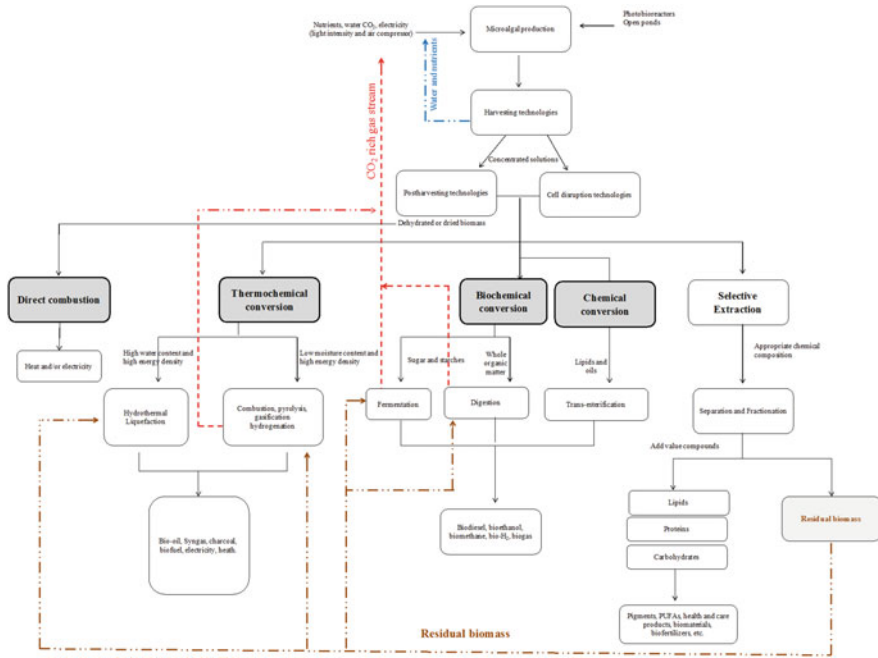 Nutrients, water CO₂, electricity
(light intensity and air compressor)
Microalgal production
Photobioreactors
Open ponds
Water and nutrients
CO₂ rich gas stream
Harvesting technologies
Concentrated solutions
Postharvesting technologies
Cell disruption technologies
Dehydrated or dried biomass
Direct combustion
Thermochemical
conversion
Biochemical
conversion
Chemical
conversion
Selective
Extraction
Heat and/or electricity
High water content and
high energy density
Low moisture content and
high energy density
Sugar and starches
Whole
organic
matter
Lipids and
oils
Appropriate chemical
composition
Hydrothermal
Liquefaction
Combustion, pyrolysis,
gasification
hydrogenation
Fermentation
Digestion
Trans-esterification
Separation and Fractionation
Add value compounds
Bio-oil, Syngas, charcoal,
biofuel, electricity, heath.
Biodiesel, bioethanol,
biomethane, bio-H₂, biogas
Lipids
Proteins
Carbohydrates
Residual biomass
Pigments, PUFAs, health and care
products, biomaterials,
biofertilizers, etc.
Residual biomass